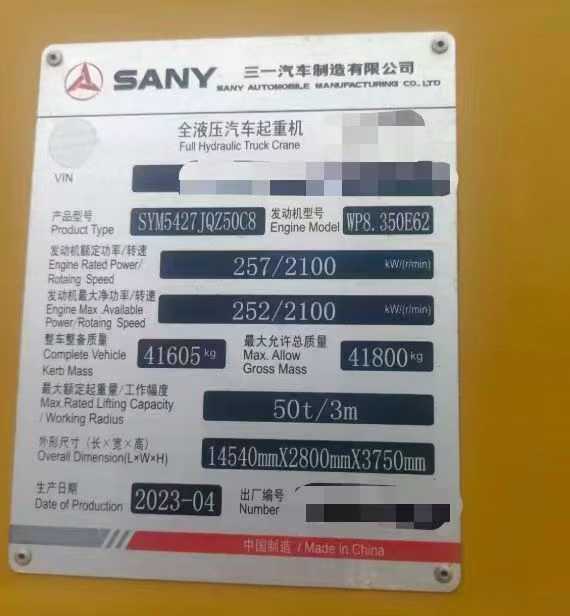 SANY 三一汽车制造有限公司
SANY AUTOMOBILE MANUFACTURING CO., LTD
全液压汽车起重机
Full Hydraulic Truck Crane
VIN
产品型号 SYM5427JQZ50C8 发动机型号 WP8.350E62
Product Type Engine Model
发动机额定功率/转速
Engine Rated Power/ 257/2100 kW/(r/min)
Rotaing Speed
发动机最大净功率/转速
Engine Max .Available 252/2100 kW/(r/min)
Power/Rotaing Speed
整车整备质量 最大允许总质量
Complete Vehicle 41605 kg Max. Allow 41800 kg
Kerb Mass Gross Mass
最大额定起重量/工作幅度
Max.Rated Lifting Capacity 50t/3m
/ Working Radius
外形尺寸（长×宽×高）
Overall Dimension(L×W×H) 14540mmX2800mmX3750mm
生产日期 2023-04 出厂编号
Date of Production Number
中国制造 / Made in China